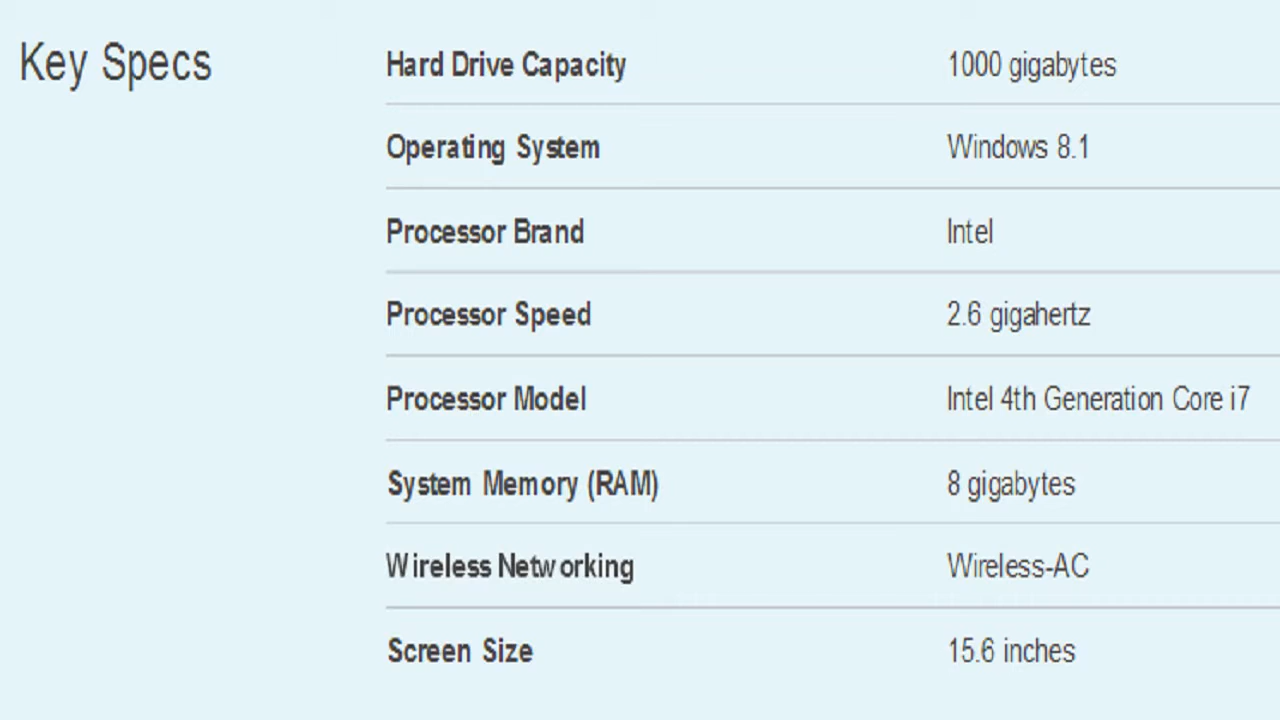 Key Specs
Hard Drive Capacity 1000 gigabytes
Operating System Windows 8.1
Processor Brand Intel
Processor Speed 2.6 gigahertz
Processor Model Intel 4th Generation Core i7
System Memory (RAM) 8 gigabytes
Wireless Networking Wireless-AC
Screen Size 15.6 inches